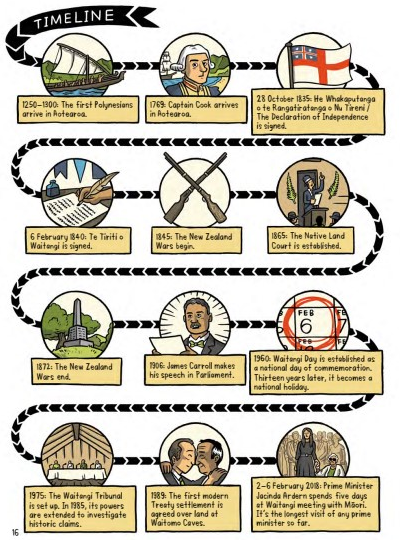 TIMELINE
1250–1300: The first Polynesians
arrive in Aotearoa.
1769: Captain Cook arrives
in Aotearoa.
28 October 1835: He Whakaputanga
o te Rangatiratanga o Nu Tireni /
The Declaration of Independence
is signed.
6 February 1840: Te Tiriti o
Waitangi is signed.
1845: The New Zealand
Wars begin.
1865: The Native Land
Court is established.
1872: The New Zealand
Wars end.
1906: James Carroll makes
his speech in Parliament.
FEB
6
FE
7
1960: Waitangi Day is established as
a national day of commemoration.
Thirteen years later, it becomes a
national holiday.
1975: The Waitangi Tribunal
is set up. In 1985, its powers
are extended to investigate
historic claims.
1989: The first modern
Treaty settlement is
agreed over land at
Waitomo Caves.
2–6 February 2018: Prime Minister
Jacinda Ardern spends five days
at Waitangi meeting with Māori.
It's the longest visit of any prime
minister so far.
16